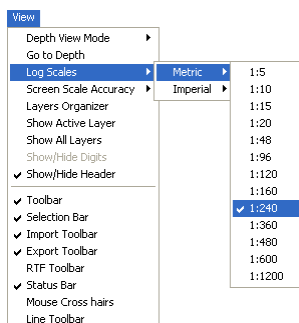 View
Depth View Mode
Go to Depth
Log Scales
Screen Scale Accuracy
Layers Organizer
Show Active Layer
Show All Layers
Show/Hide Digits
Show/Hide Header
Toolbar
Selection Bar
Import Toolbar
Export Toolbar
RTF Toolbar
Status Bar
Mouse Cross hairs
Line Toolbar
Metric
Imperial
1:5
1:10
1:15
1:20
1:48
1:96
1:120
1:160
1:240
1:360
1:480
1:600
1:1200